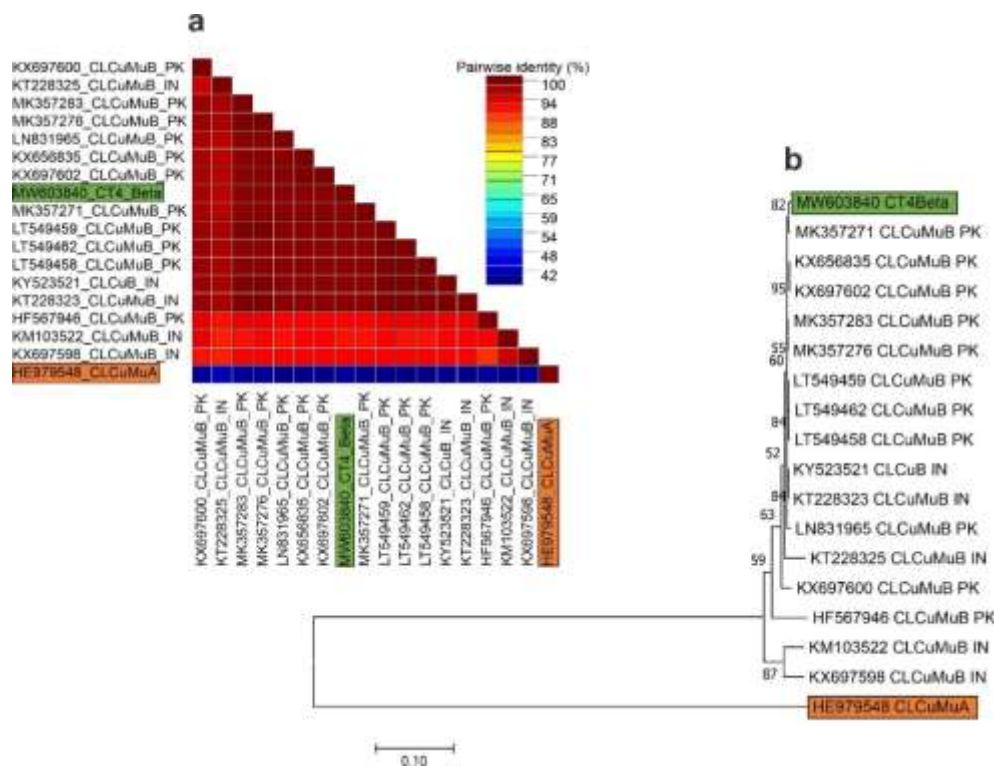 a
KX697600_CLCuMuB_PK
KT228325_CLCuMuB_IN
MK357283_CLCuMuB_PK
MK357276_CLCuMuB_PK
LN831965_CLCuMuB_PK
KX656835_CLCuMuB_PK
KX697602_CLCuMuB_PK
MW603840_CT4_Beta
MK357271_CLCuMuB_PK
LT549459_CLCuMuB_PK
LT549462_CLCuMuB_PK
LT549458_CLCuMuB_PK
KY523521_CLCuB_IN
KT228323_CLCuMuB_IN
HF567946_CLCuMuB_PK
KM103522_CLCuMuB_IN
KX697598_CLCuMuB_IN
HE979548_CLCuMuA
Pairwise identity (%)
100
94
88
83
77
71
65
59
54
48
42
KX697600_CLCuMuB_PK
KT228325_CLCuMuB_IN
MK357283_CLCuMuB_PK
MK357276_CLCuMuB_PK
LN831965_CLCuMuB_PK
KX656835_CLCuMuB_PK
KX697602_CLCuMuB_PK
MW603840_CT4_Beta
MK357271_CLCuMuB_PK
LT549459_CLCuMuB_PK
LT549462_CLCuMuB_PK
LT549458_CLCuMuB_PK
KY523521_CLCuB_IN
KT228323_CLCuMuB_IN
HF567946_CLCuMuB_PK
KM103522_CLCuMuB_IN
KX697598_CLCuMuB_IN
HE979548_CLCuMuA
b
82
MW603840 CT4Beta
MK357271 CLCuMuB PK
KX656835 CLCuMuB PK
95
KX697602 CLCuMuB PK
MK357283 CLCuMuB PK
55
MK357276 CLCuMuB PK
60
LT549459 CLCuMuB PK
LT549462 CLCuMuB PK
84
LT549458 CLCuMuB PK
52
KY523521 CLCuB IN
KT228323 CLCuMuB IN
84
LN831965 CLCuMuB PK
63
KT228325 CLCuMuB IN
59
KX697600 CLCuMuB PK
HF567946 CLCuMuB PK
KM103522 CLCuMuB IN
87
KX697598 CLCuMuB IN
HE979548 CLCuMuA
0.10